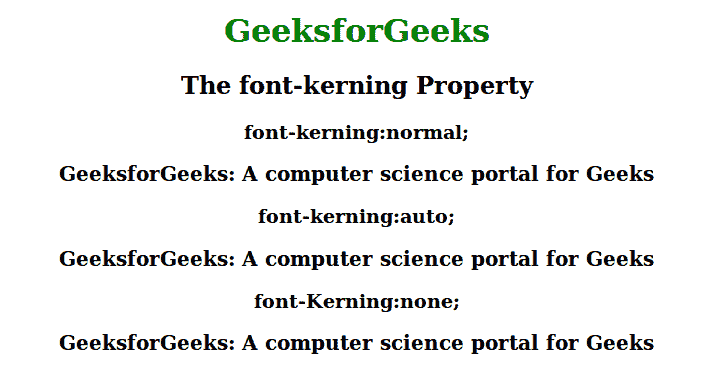 GeeksforGeeks
The font-kerning Property
font-kerning:normal;
GeeksforGeeks: A computer science portal for Geeks
font-kerning:auto;
GeeksforGeeks: A computer science portal for Geeks
font-Kerning:none;
GeeksforGeeks: A computer science portal for Geeks